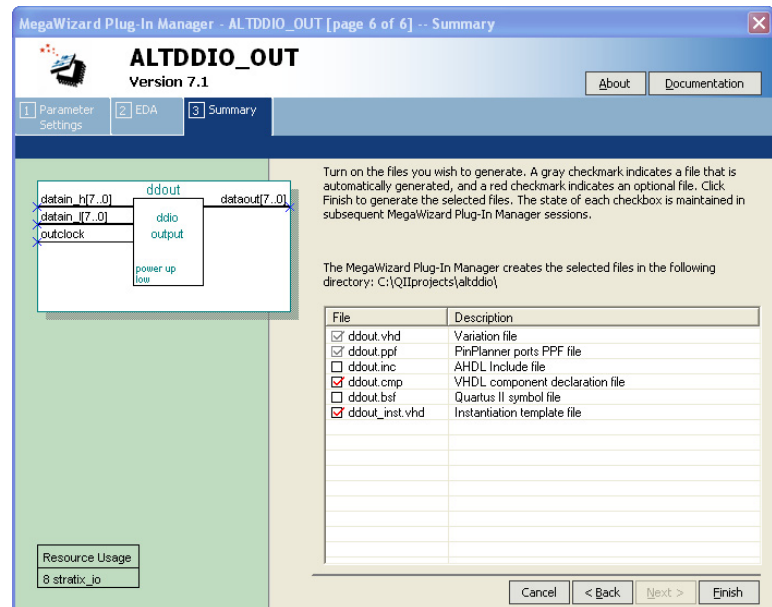 MegaWizard Plug-In Manager - ALTDDIO_OUT [page 6 of 6] -- Summary
ALTDDIO_OUT
Version 7.1
About
Documentation
1 Parameter Settings
2 EDA
3 Summary
ddout
datain_h[7..0]
dataout[7..0]
datain_l[7..0]
ddio
outclock
output
power up
low
Turn on the files you wish to generate. A gray checkmark indicates a file that is
automatically generated, and a red checkmark indicates an optional file. Click
Finish to generate the selected files. The state of each checkbox is maintained in
subsequent MegaWizard Plug-In Manager sessions.
The MegaWizard Plug-In Manager creates the selected files in the following
directory: C:\QIIprojects\altddio\
File Description
ddout.vhd Variation file
ddout.ppf PinPlanner ports PPF file
ddout.inc AHDL Include file
ddout.cmp VHDL component declaration file
ddout.bsf Quartus II symbol file
ddout_inst.vhd Instantiation template file
Resource Usage
8 stratix_io
Cancel
< Back
Next >
Finish